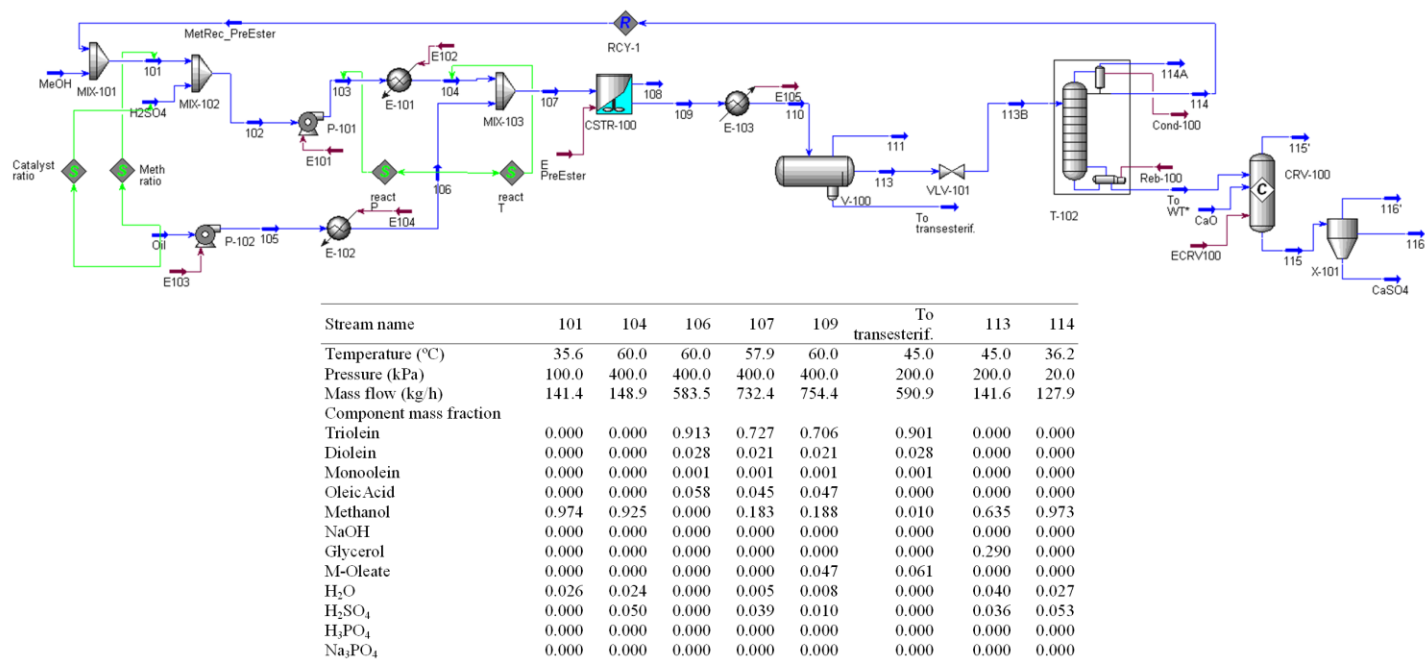 MetRec_PreEster
RCY-1
MeOH
MIX-101
101
MIX-102
H2SO4
102
P-101
E101
103
E-101
E102
104
MIX-103
107
CSTR-100
108
109
E-103
E105
110
111
V-100
113
VLV-101
113B
To
transesterif.
T-102
114A
114
Cond-100
Reb-100
To
WT*
CaO
ECRV100
CRV-100
115'
115
X-101
116'
116
CaSO4
Catalyst
ratio
Meth
ratio
react
P
react
T
E
PreEster
106
E104
E-102
105
P-102
Oil
E103
Stream name 101 104 106 107 109 To transesterif. 113 114
Temperature (ºC) 35.6 60.0 60.0 57.9 60.0 45.0 45.0 36.2
Pressure (kPa) 100.0 400.0 400.0 400.0 400.0 200.0 200.0 20.0
Mass flow (kg/h) 141.4 148.9 583.5 732.4 754.4 590.9 141.6 127.9
Component mass fraction
Triolein 0.000 0.000 0.913 0.727 0.706 0.901 0.000 0.000
Diolein 0.000 0.000 0.028 0.021 0.021 0.028 0.000 0.000
Monoolein 0.000 0.000 0.001 0.001 0.001 0.001 0.000 0.000
OleicAcid 0.000 0.000 0.058 0.045 0.047 0.000 0.000 0.000
Methanol 0.974 0.925 0.000 0.183 0.188 0.010 0.635 0.973
NaOH 0.000 0.000 0.000 0.000 0.000 0.000 0.000 0.000
Glycerol 0.000 0.000 0.000 0.000 0.000 0.000 0.290 0.000
M-Oleate 0.000 0.000 0.000 0.000 0.047 0.061 0.000 0.000
H₂O 0.026 0.024 0.000 0.005 0.008 0.000 0.040 0.027
H₂SO₄ 0.000 0.050 0.000 0.039 0.010 0.000 0.036 0.053
H₃PO₄ 0.000 0.000 0.000 0.000 0.000 0.000 0.000 0.000
Na₃PO₄ 0.000 0.000 0.000 0.000 0.000 0.000 0.000 0.000